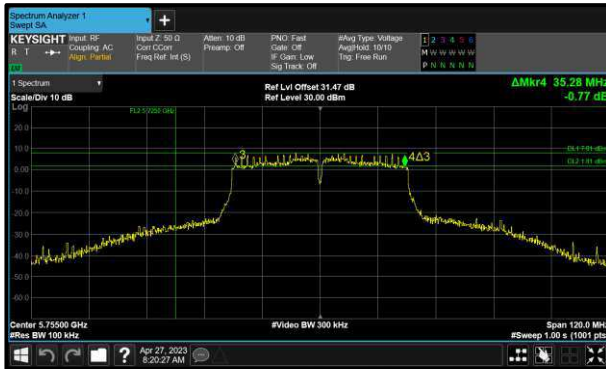 Spectrum Analyzer 1
Swept SA
KEYSIGHT
R T
Input: RF
Coupling: AC
Align: Partial
Input Z: 50 Ω
Corr CCorr
Freq Ref: Int (S)
Atten: 10 dB
Preamp: Off
PNO: Fast
Gate: Off
IF Gain: Low
Sig Track: Off
#Avg Type: Voltage
Avg|Hold: 10/10
Trig: Free Run
1 2 3 4 5 6
M W W W W W W
P N N N N N N
1 Spectrum
Scale/Div 10 dB
Ref Lvl Offset 31.47 dB
Ref Level 30.00 dBm
ΔMkr4 35.28 MHz
-0.77 dB
Log
20.0
10.0
0.00
-10.0
-20.0
-30.0
-40.0
-50.0
-60.0
3
4Δ3
Center 5.75500 GHz
#Res BW 100 kHz
#Video BW 300 kHz
Span 120.0 MHz
#Sweep 1.00 s (1001 pts)
Apr 27, 2023
8:20:27 AM